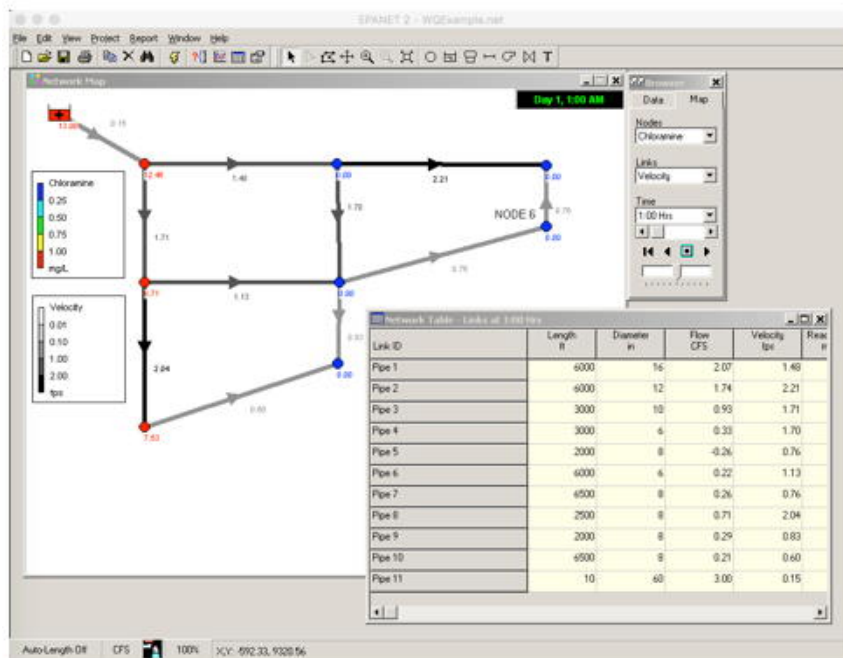 EPANET 2 - WQExample.net
File Edit View Project Report Window Help
Network Map
Day 1, 1:00 AM
0.15
12.48
1.48
0.00
2.21
0.00
1.71
1.70
NODE 6
0.76
0.00
1.13
0.00
0.76
2.04
0.00
0.60
7.63
Chloramine
0.25
0.50
0.75
1.00
mg/L
Velocity
0.01
0.10
1.00
2.00
fps
Browser
Data Map
Nodes
Chloramine
Links
Velocity
Time
1:00 Hrs
Network Table - Links at 1:00 Hrs
Link ID Length ft Diameter in Flow CFS Velocity fps
Pipe 1 6000 16 2.07 1.48
Pipe 2 6000 12 1.74 2.21
Pipe 3 3000 10 0.93 1.71
Pipe 4 3000 6 0.33 1.70
Pipe 5 2000 8 -0.26 0.76
Pipe 6 6000 6 0.22 1.13
Pipe 7 6500 8 0.26 0.76
Pipe 8 2500 8 0.71 2.04
Pipe 9 2000 8 0.29 0.83
Pipe 10 6500 8 0.21 0.60
Pipe 11 10 60 3.00 0.15
Auto-Length Off CFS 100% X,Y: -592.33, 9320.56